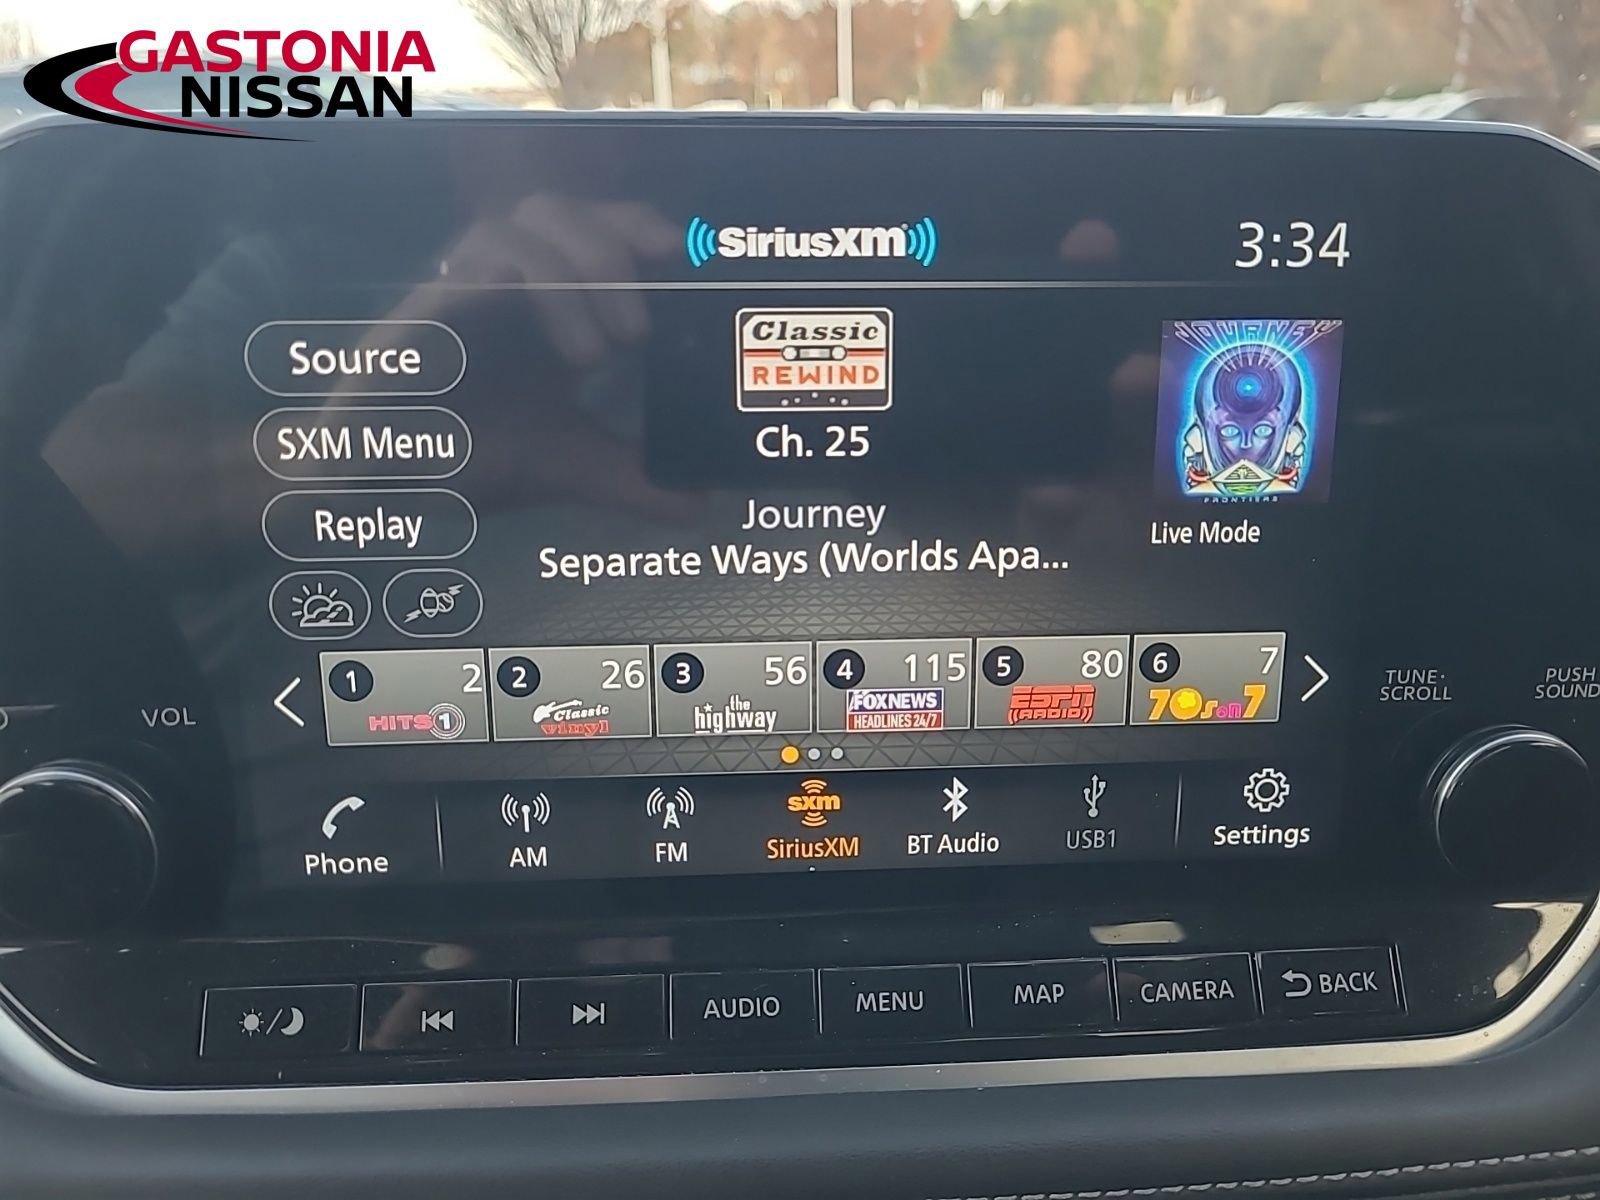 GASTONIA
NISSAN
SiriusXM
3:34
Source
SXM Menu
Replay
Classic
REWIND
Ch. 25
Journey
Separate Ways (Worlds Apa...
JOURNEY
FRONTIERS
Live Mode
1 2
HITS 1
2 26
Classic
vinyl
3 56
the
highway
4 115
FOX NEWS
HEADLINES 24/7
5 80
ESPN
((RADIO))
6 7
70s on 7
VOL
TUNE·
SCROLL
PUSH
SOUND
Phone
AM
FM
sxm
SiriusXM
BT Audio
USB1
Settings
AUDIO
MENU
MAP
CAMERA
BACK